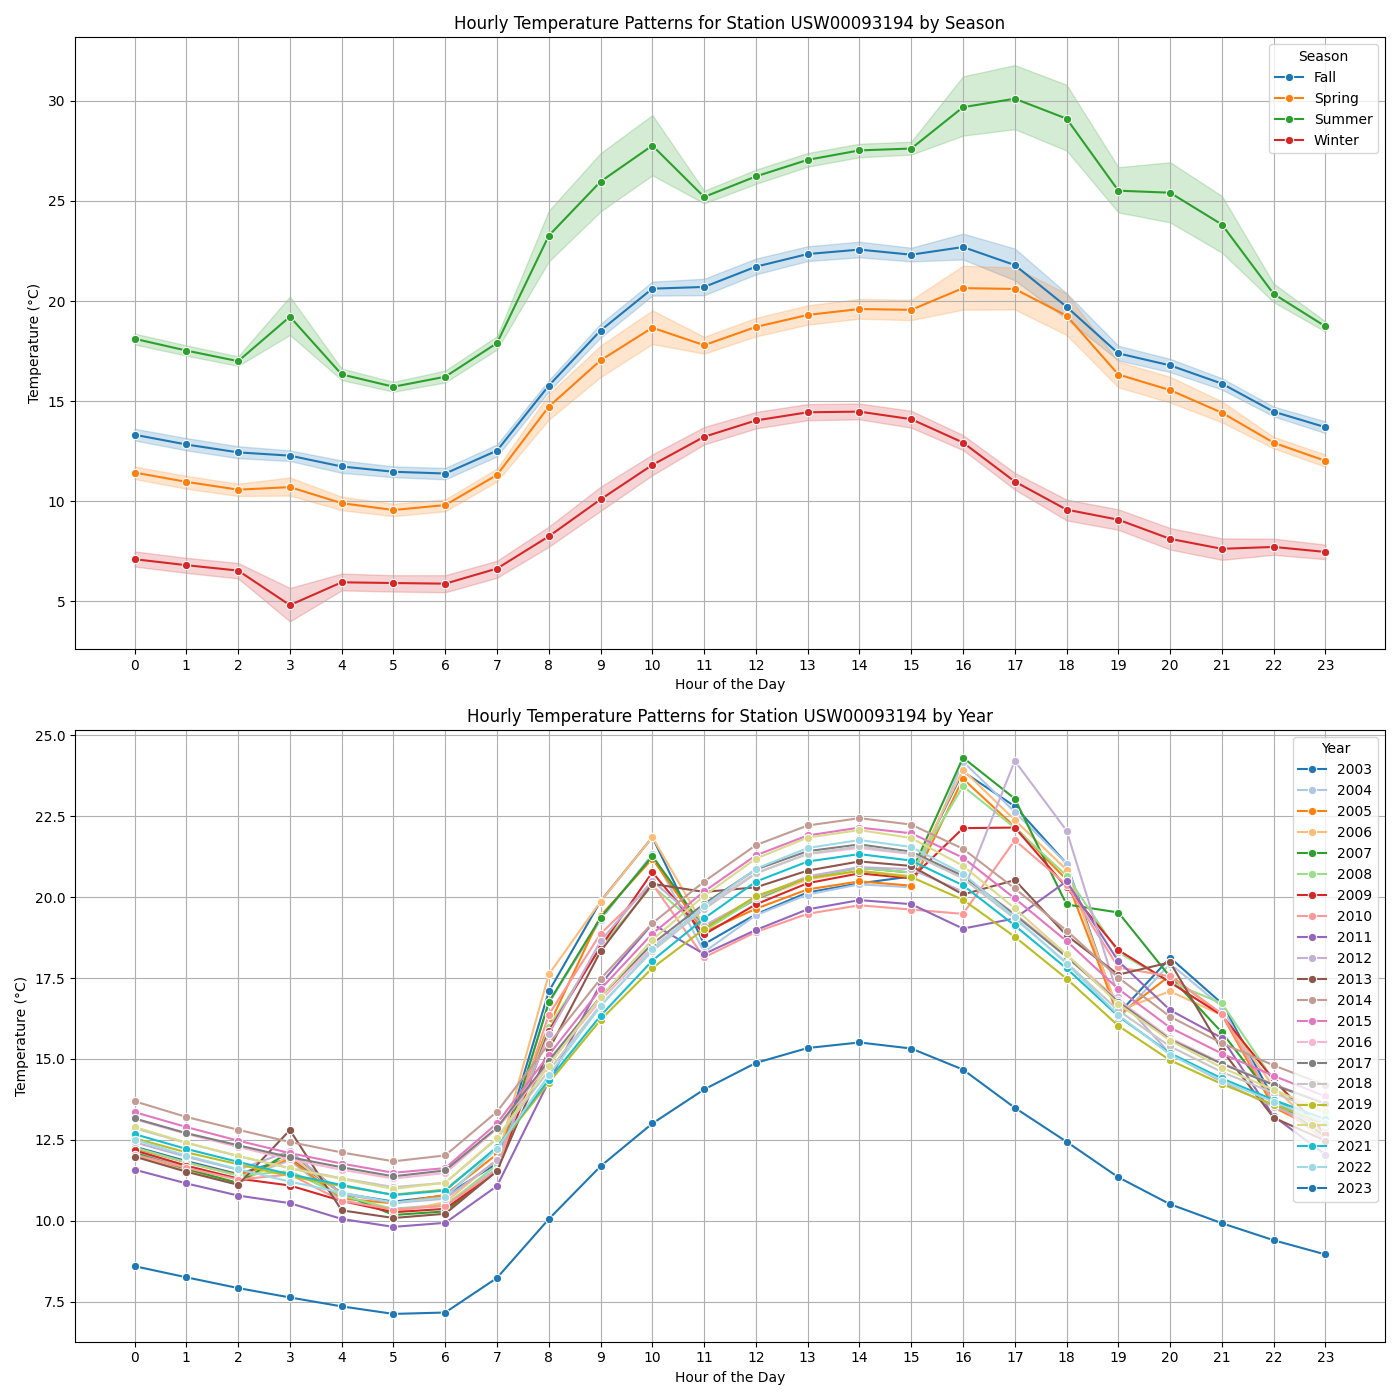 Hourly Temperature Patterns for Station USW00093194 by Season
Temperature (°C)
30
25
20
15
10
5
Season
Fall
Spring
Summer
Winter
0 1 2 3 4 5 6 7 8 9 10 11 12 13 14 15 16 17 18 19 20 21 22 23
Hour of the Day
Hourly Temperature Patterns for Station USW00093194 by Year
Temperature (°C)
25.0
22.5
20.0
17.5
15.0
12.5
10.0
7.5
Year
2003
2004
2005
2006
2007
2008
2009
2010
2011
2012
2013
2014
2015
2016
2017
2018
2019
2020
2021
2022
2023
0 1 2 3 4 5 6 7 8 9 10 11 12 13 14 15 16 17 18 19 20 21 22 23
Hour of the Day